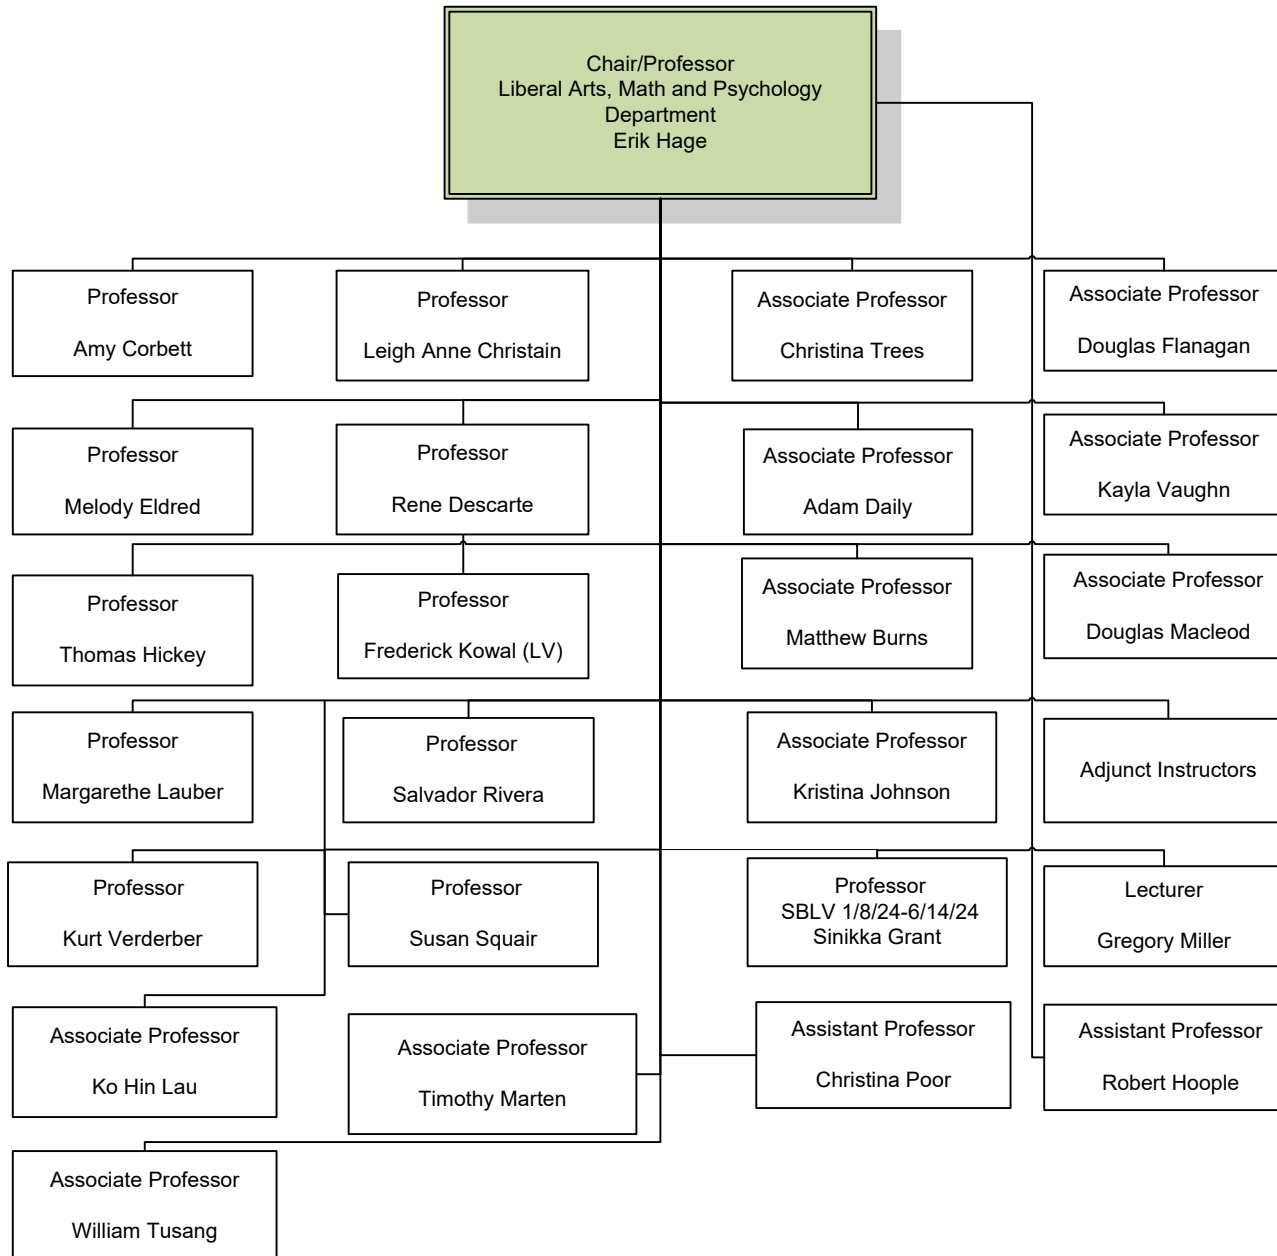 Chair/Professor
Liberal Arts, Math and Psychology
Department
Erik Hage
Professor
Amy Corbett
Professor
Leigh Anne Christain
Associate Professor
Christina Trees
Associate Professor
Douglas Flanagan
Professor
Melody Eldred
Professor
Rene Descarte
Associate Professor
Adam Daily
Associate Professor
Kayla Vaughn
Professor
Thomas Hickey
Professor
Frederick Kowal (LV)
Associate Professor
Matthew Burns
Associate Professor
Douglas Macleod
Professor
Margarethe Lauber
Professor
Salvador Rivera
Associate Professor
Kristina Johnson
Adjunct Instructors
Professor
Kurt Verderber
Professor
Susan Squair
Professor
SBLV 1/8/24-6/14/24
Sinikka Grant
Lecturer
Gregory Miller
Associate Professor
Ko Hin Lau
Associate Professor
Timothy Marten
Assistant Professor
Christina Poor
Assistant Professor
Robert Hoople
Associate Professor
William Tusang